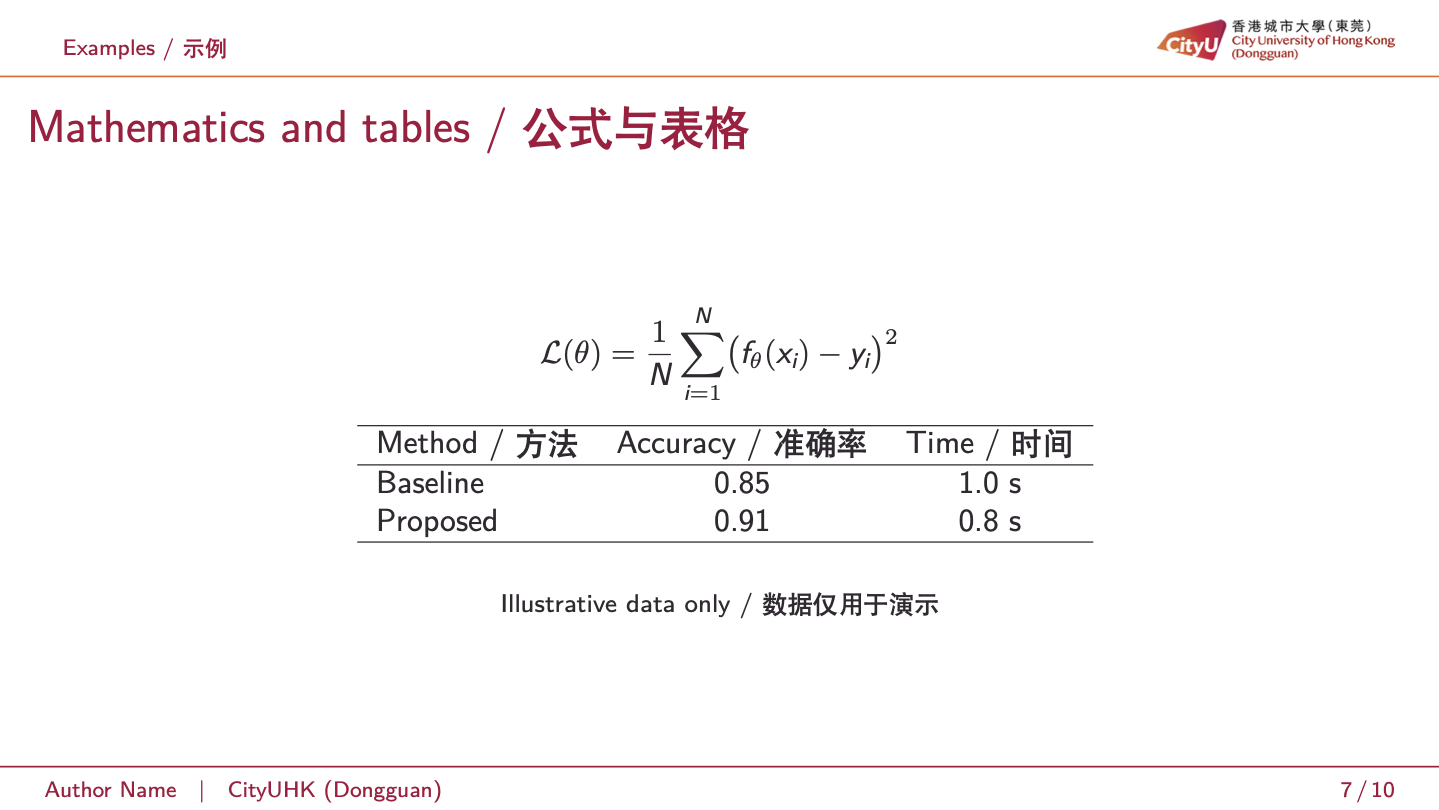 Examples / 示例
CityU
香港城市大學(東莞)
City University of Hong Kong
(Dongguan)
Mathematics and tables / 公式与表格
ℒ(θ) = 1/N ∑_{i=1}^{N} (f_θ(x_i) − y_i)^2
Method / 方法 Accuracy / 准确率 Time / 时间
Baseline 0.85 1.0 s
Proposed 0.91 0.8 s
Illustrative data only / 数据仅用于演示
Author Name | CityUHK (Dongguan) 7 / 10